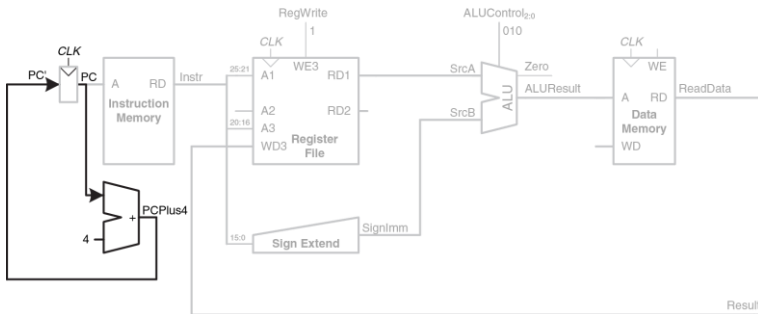 RegWrite
ALUControl2:0
CLK
CLK
1
010
CLK
PC'
PC
A
RD
Instr
Instruction
Memory
25:21
A1
WE3
RD1
A2
RD2
20:16
A3
WD3
Register
File
SrcA
Zero
SrcB
ALU
ALUResult
WE
A
RD
ReadData
Data
Memory
WD
4
+
PCPlus4
15:0
Sign Extend
SignImm
Result